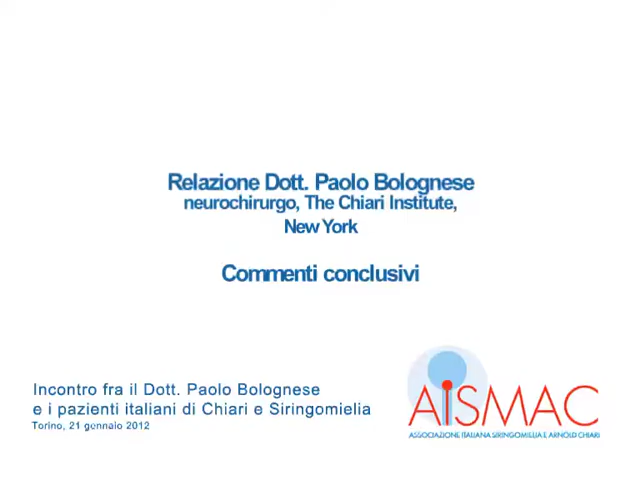 Relazione Dott. Paolo Bolognese
neurochirurgo, The Chiari Institute,
New York
Commenti conclusivi
Incontro fra il Dott. Paolo Bolognese
e i pazienti italiani di Chiari e Siringomielia
Torino, 21 gennaio 2012
AISMAC
ASSOCIAZIONE ITALIANA SIRINGOMIELIA E ARNOLD CHIARI